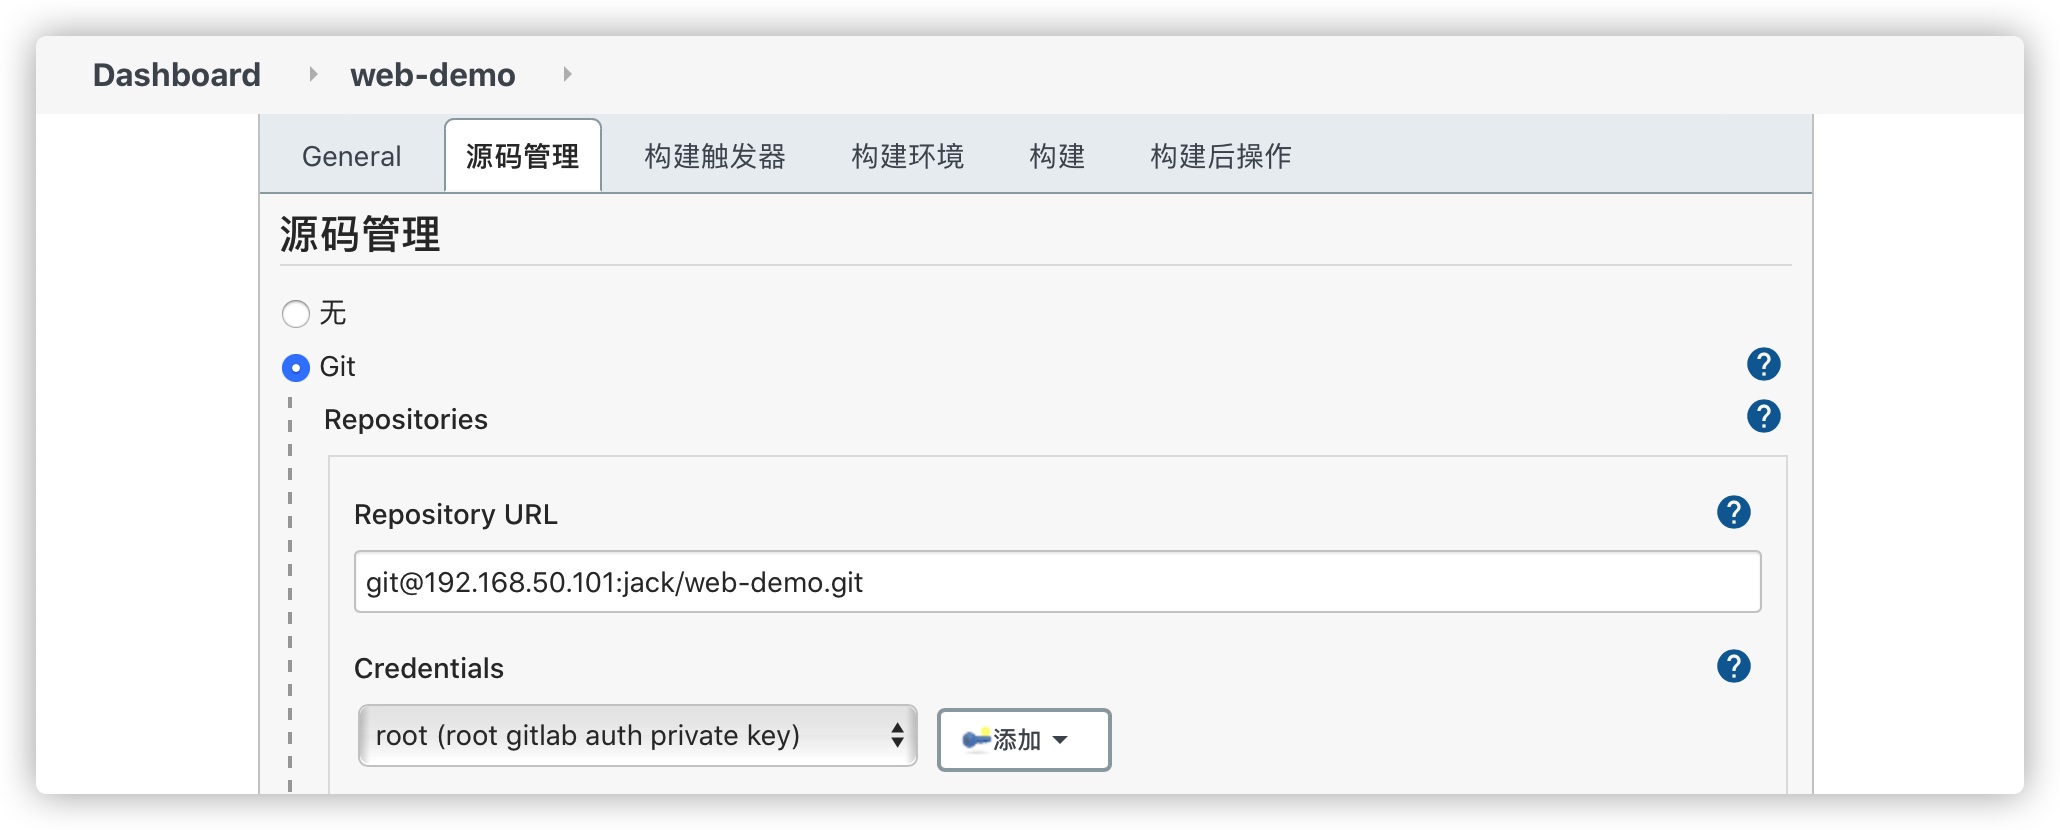 Dashboard web-demo
General 源码管理 构建触发器 构建环境 构建 构建后操作
源码管理
无
Git ?
Repositories ?
Repository URL ?
git@192.168.50.101:jack/web-demo.git
Credentials ?
root (root gitlab auth private key) 添加